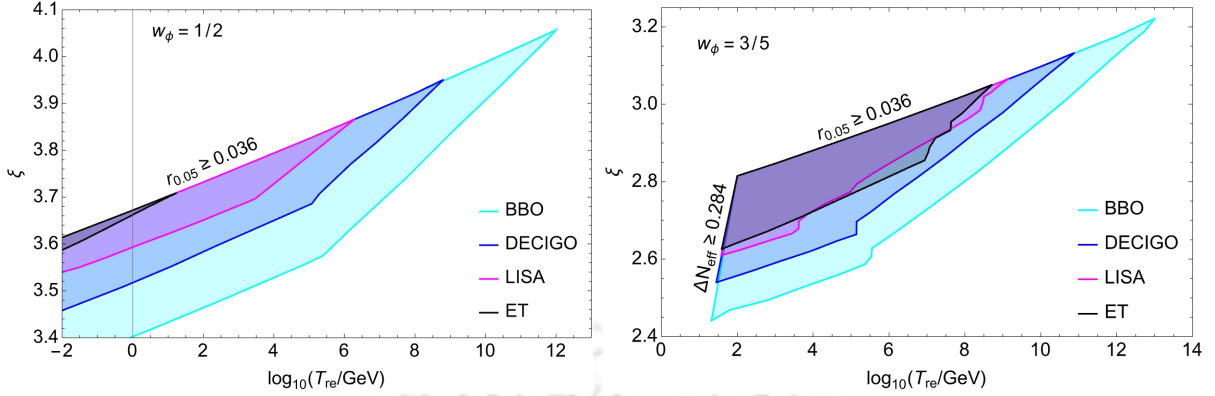 4.1
4.0
3.9
3.8
3.7
3.6
3.5
3.4
ξ
w_ϕ = 1/2
r_0.05 ≥ 0.036
BBO
DECIGO
LISA
ET
-2 0 2 4 6 8 10 12
log_10(T_re/GeV)
3.2
3.0
2.8
2.6
2.4
ξ
w_ϕ = 3/5
r_0.05 ≥ 0.036
ΔN_eff ≥ 0.284
BBO
DECIGO
LISA
ET
0 2 4 6 8 10 12 14
log_10(T_re/GeV)